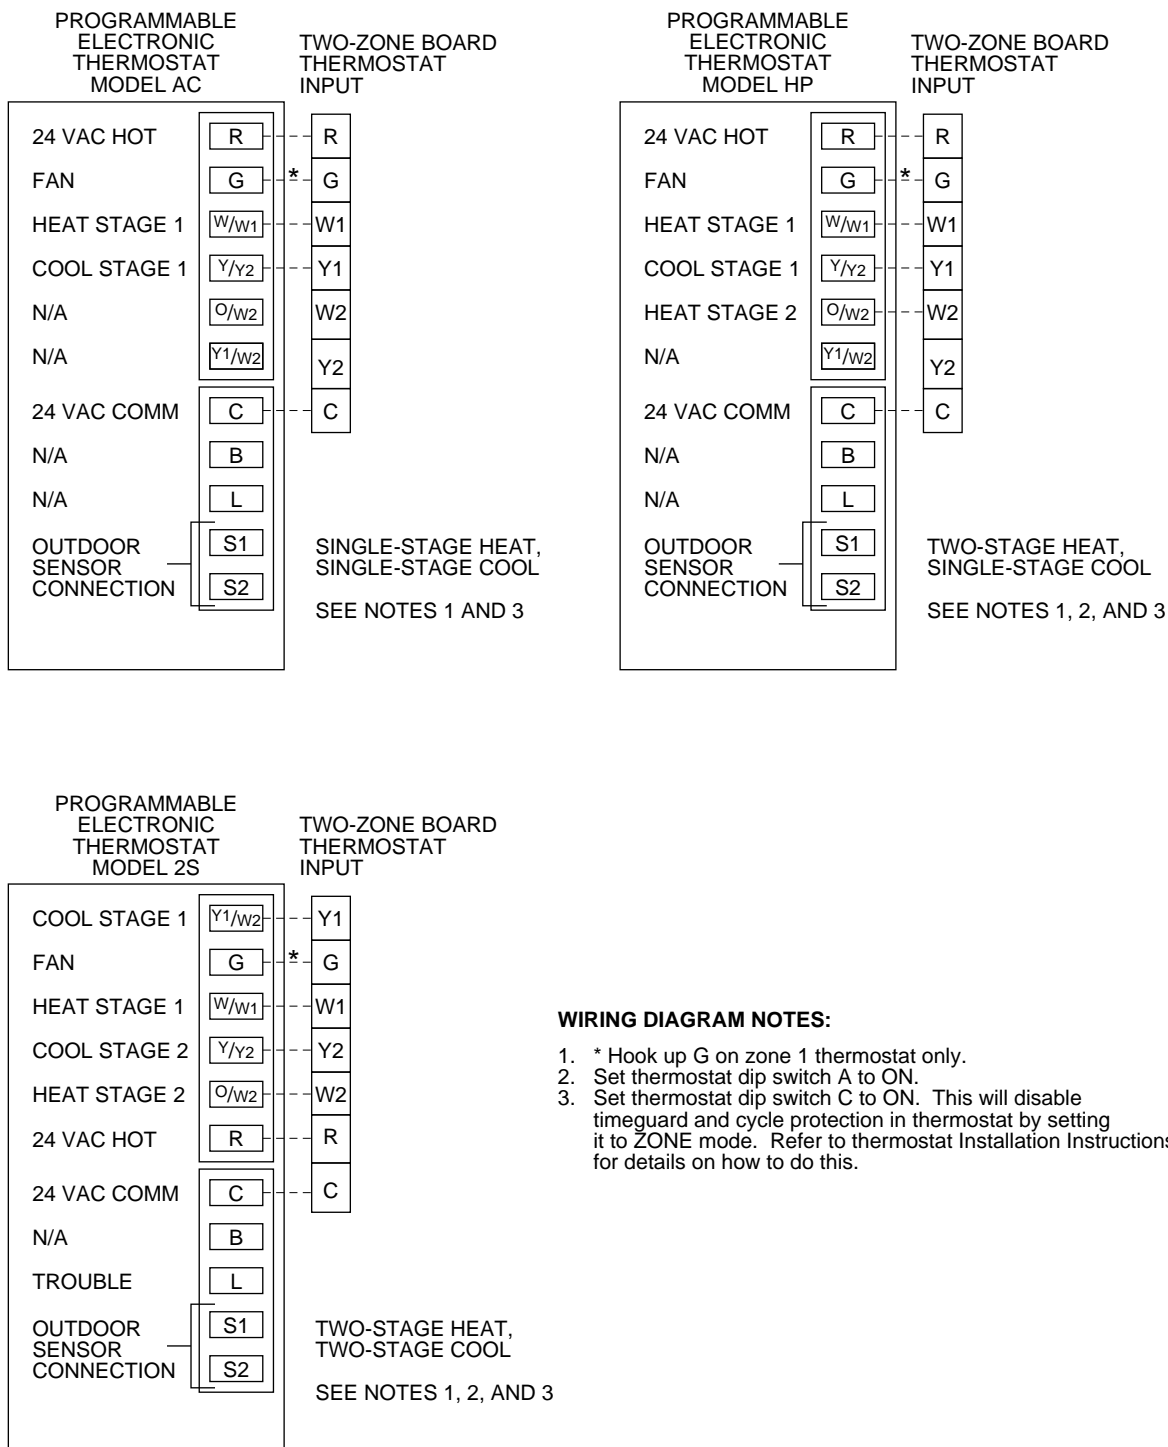 PROGRAMMABLE
ELECTRONIC
THERMOSTAT
MODEL AC
TWO-ZONE BOARD
THERMOSTAT
INPUT
24 VAC HOT R R
FAN G * G
HEAT STAGE 1 W/W1 W1
COOL STAGE 1 Y/Y2 Y1
N/A O/W2 W2
N/A Y1/W2 Y2
24 VAC COMM C C
N/A B
N/A L
OUTDOOR
SENSOR
CONNECTION
S1
S2
SINGLE-STAGE HEAT,
SINGLE-STAGE COOL
SEE NOTES 1 AND 3
PROGRAMMABLE
ELECTRONIC
THERMOSTAT
MODEL HP
TWO-ZONE BOARD
THERMOSTAT
INPUT
24 VAC HOT R R
FAN G * G
HEAT STAGE 1 W/W1 W1
COOL STAGE 1 Y/Y2 Y1
HEAT STAGE 2 O/W2 W2
N/A Y1/W2 Y2
24 VAC COMM C C
N/A B
N/A L
OUTDOOR
SENSOR
CONNECTION
S1
S2
TWO-STAGE HEAT,
SINGLE-STAGE COOL
SEE NOTES 1, 2, AND 3
PROGRAMMABLE
ELECTRONIC
THERMOSTAT
MODEL 2S
TWO-ZONE BOARD
THERMOSTAT
INPUT
COOL STAGE 1 Y1/W2 Y1
FAN G * G
HEAT STAGE 1 W/W1 W1
COOL STAGE 2 Y/Y2 Y2
HEAT STAGE 2 O/W2 W2
24 VAC HOT R R
24 VAC COMM C C
N/A B
TROUBLE L
OUTDOOR
SENSOR
CONNECTION
S1
S2
TWO-STAGE HEAT,
TWO-STAGE COOL
SEE NOTES 1, 2, AND 3
WIRING DIAGRAM NOTES:
1. * Hook up G on zone 1 thermostat only.
2. Set thermostat dip switch A to ON.
3. Set thermostat dip switch C to ON. This will disable
timeguard and cycle protection in thermostat by setting
it to ZONE mode. Refer to thermostat Installation Instructions
for details on how to do this.